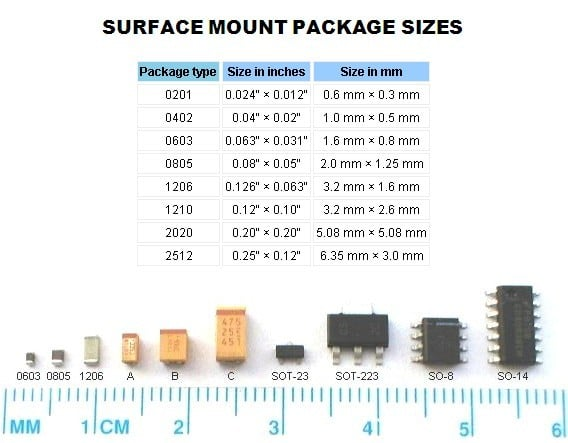 SURFACE MOUNT PACKAGE SIZES
Package type Size in inches Size in mm
0201 0.024" × 0.012" 0.6 mm × 0.3 mm
0402 0.04" × 0.02" 1.0 mm × 0.5 mm
0603 0.063" × 0.031" 1.6 mm × 0.8 mm
0805 0.08" × 0.05" 2.0 mm × 1.25 mm
1206 0.126" × 0.063" 3.2 mm × 1.6 mm
1210 0.12" × 0.10" 3.2 mm × 2.6 mm
2020 0.20" × 0.20" 5.08 mm × 5.08 mm
2512 0.25" × 0.12" 6.35 mm × 3.0 mm
475
25
451
0603 0805 1206 A B C SOT-23 SOT-223 SO-8 SO-14
MM 1 CM 2 3 4 5 6